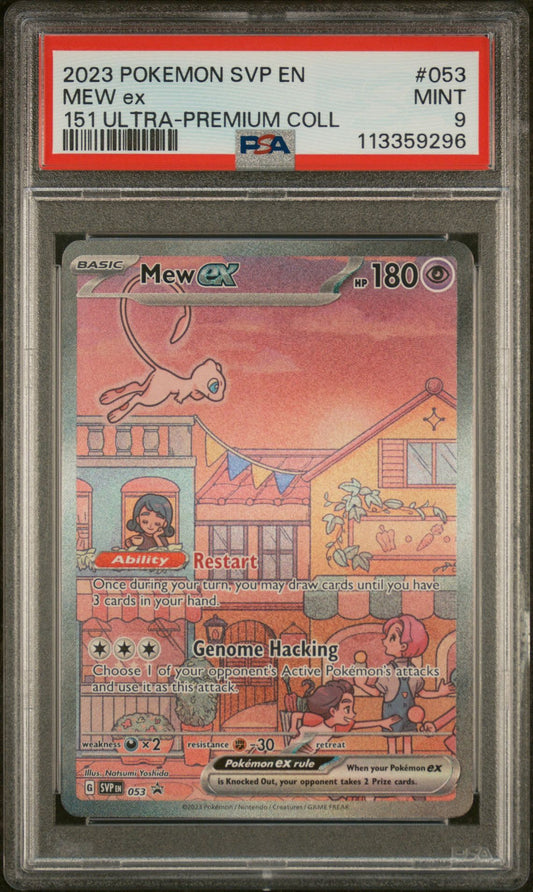 2023 POKEMON SVP EN #053
MEW ex MINT
151 ULTRA-PREMIUM COLL 9
PSA 113359296
BASIC Mew ex HP 180
Ability Restart
Once during your turn, you may draw cards until you have
3 cards in your hand.
Genome Hacking
Choose 1 of your opponent's Active Pokémon's attacks
and use it as this attack.
weakness ×2 resistance -30 retreat
Pokémon ex rule When your Pokémon ex
is Knocked Out, your opponent takes 2 Prize cards.
Illus. Natsumi Yoshida
G SVP EN 053
©2023 Pokémon / Nintendo / Creatures / GAME FREAK
PSA